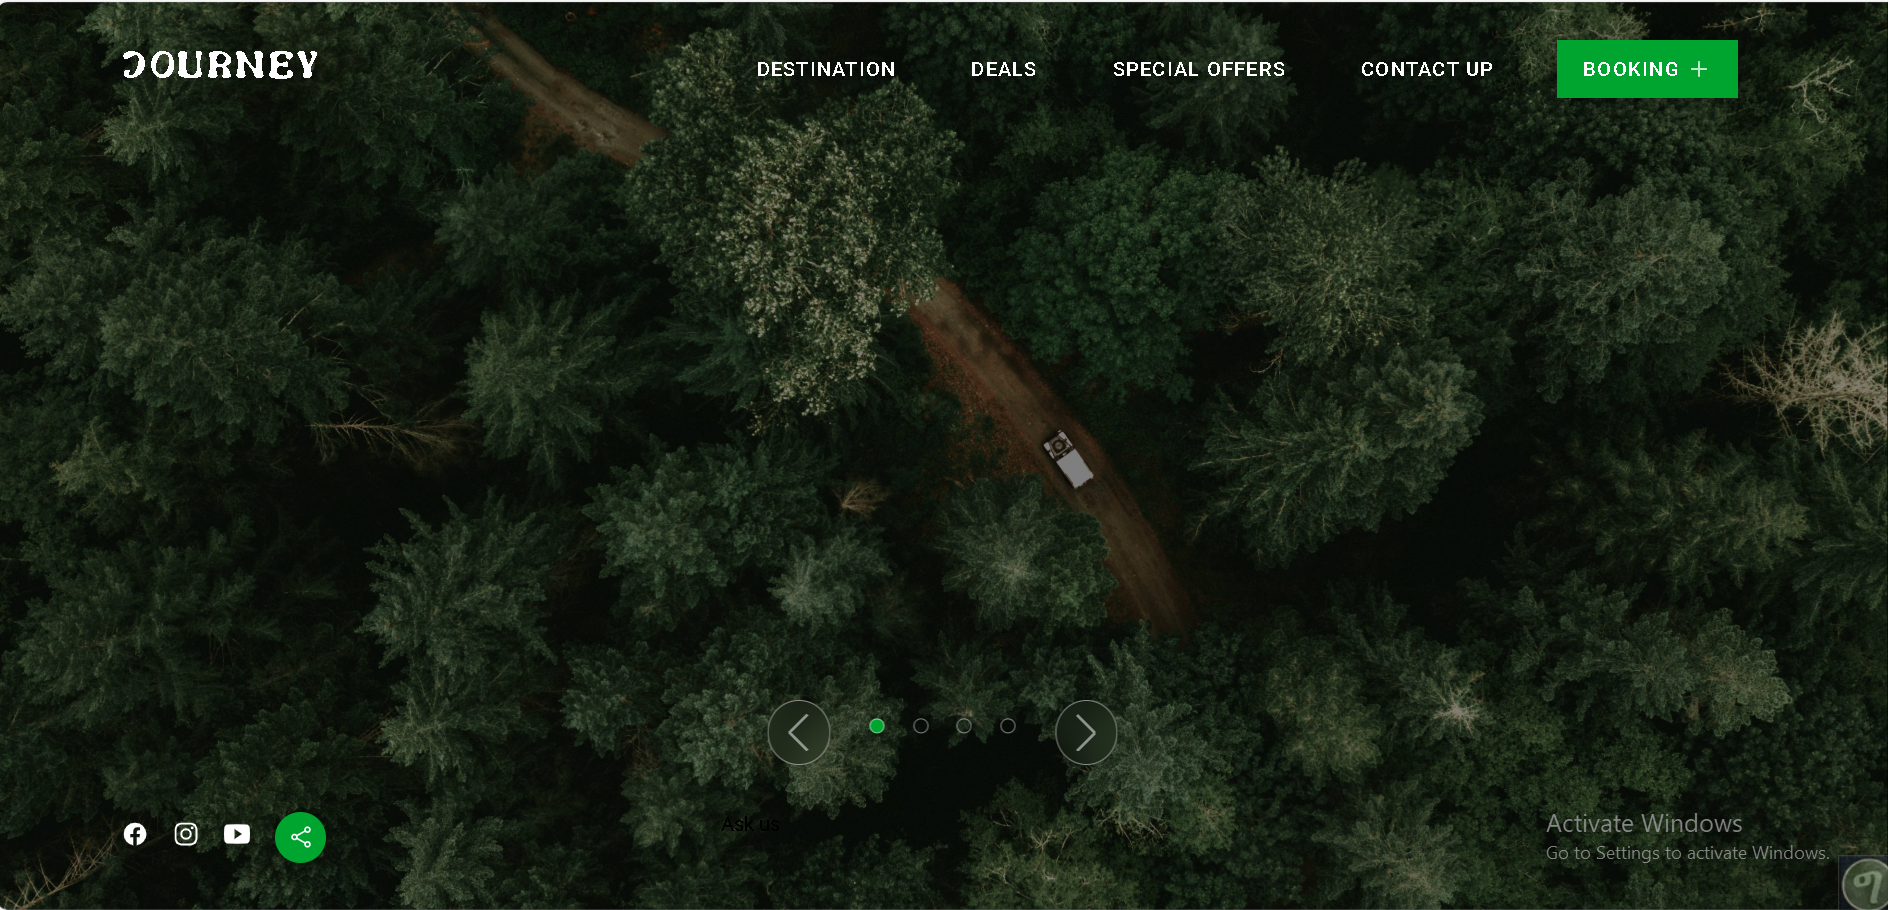 JOURNEY
DESTINATION
DEALS
SPECIAL OFFERS
CONTACT UP
BOOKING +
Ask us
Activate Windows
Go to Settings to activate Windows.